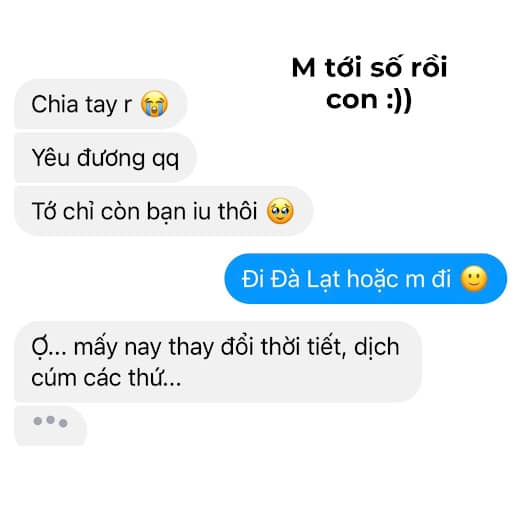 M tới số rồi
con :))
Chia tay r 😭
Yêu đương qq
Tớ chỉ còn bạn iu thôi 🥹
Đi Đà Lạt hoặc m đi 🙂
Ợ... mấy nay thay đổi thời tiết, dịch
cúm các thứ...